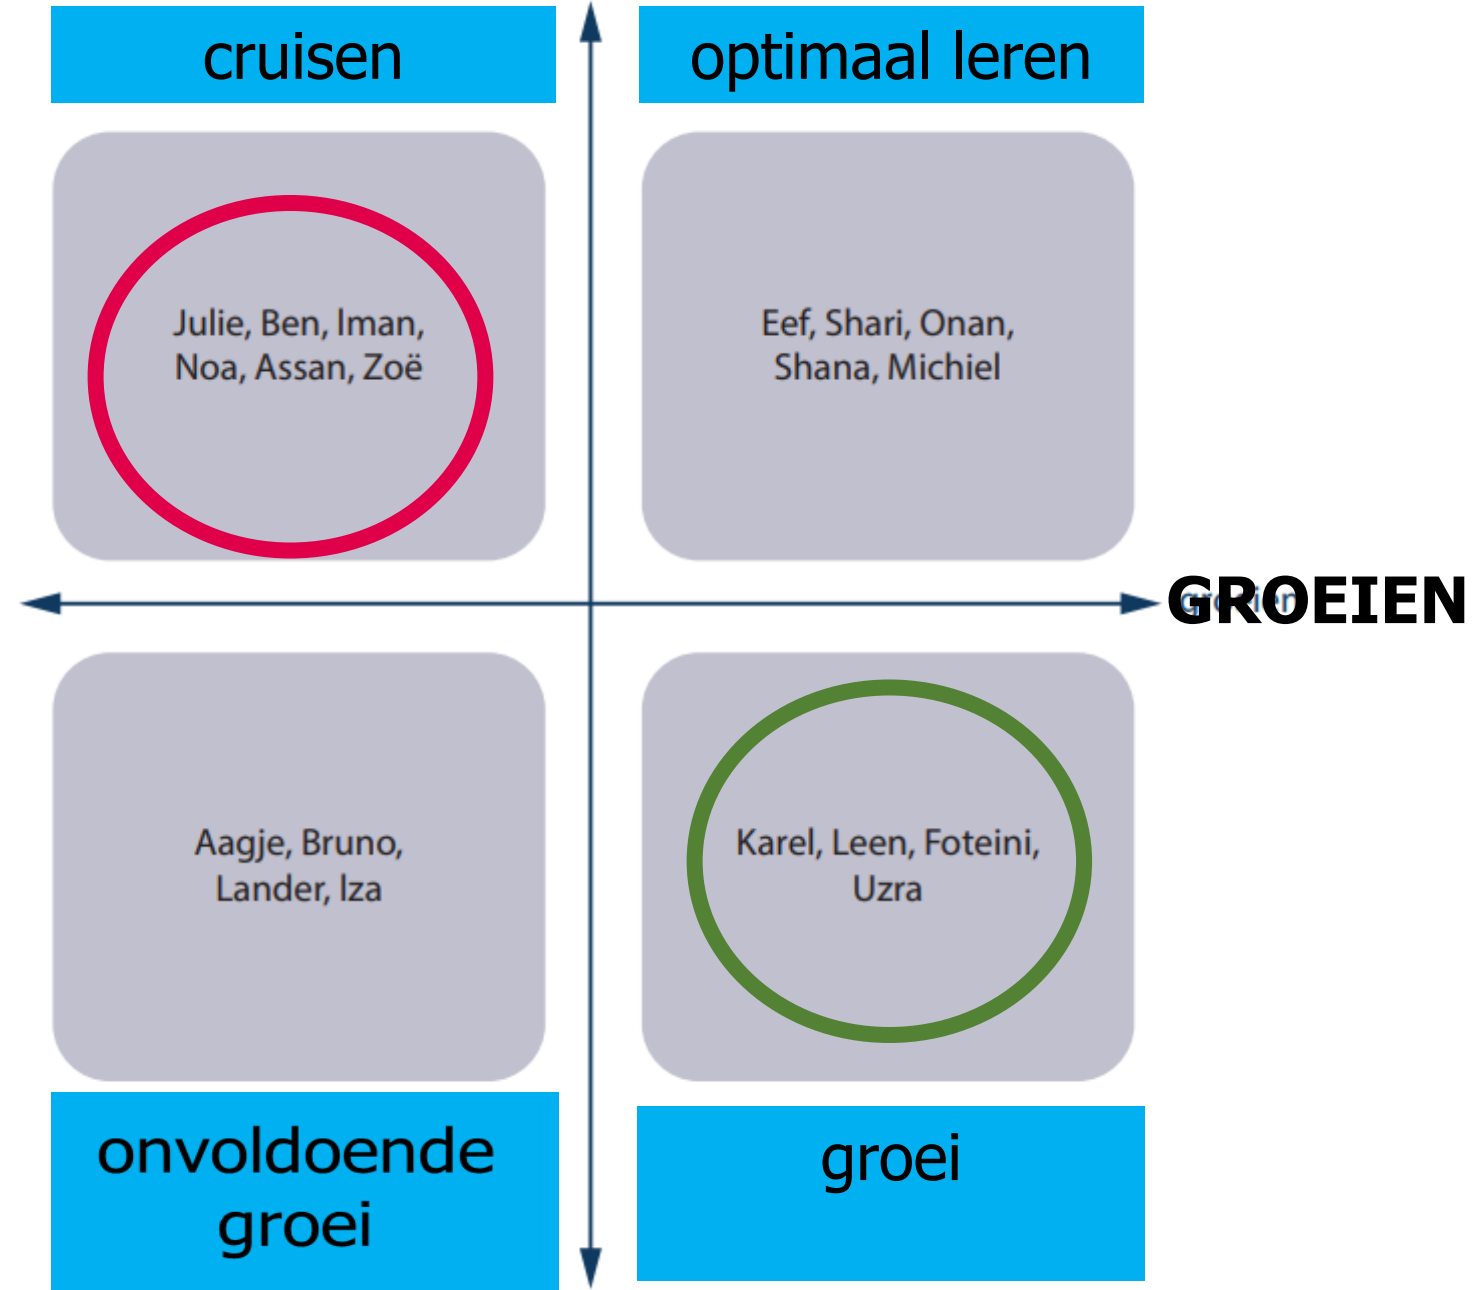 cruisen
optimaal leren
Julie, Ben, Iman,
Noa, Assan, Zoë
Eef, Shari, Onan,
Shana, Michiel
GROEIEN
Aagje, Bruno,
Lander, Iza
Karel, Leen, Foteini,
Uzra
onvoldoende
groei
groei